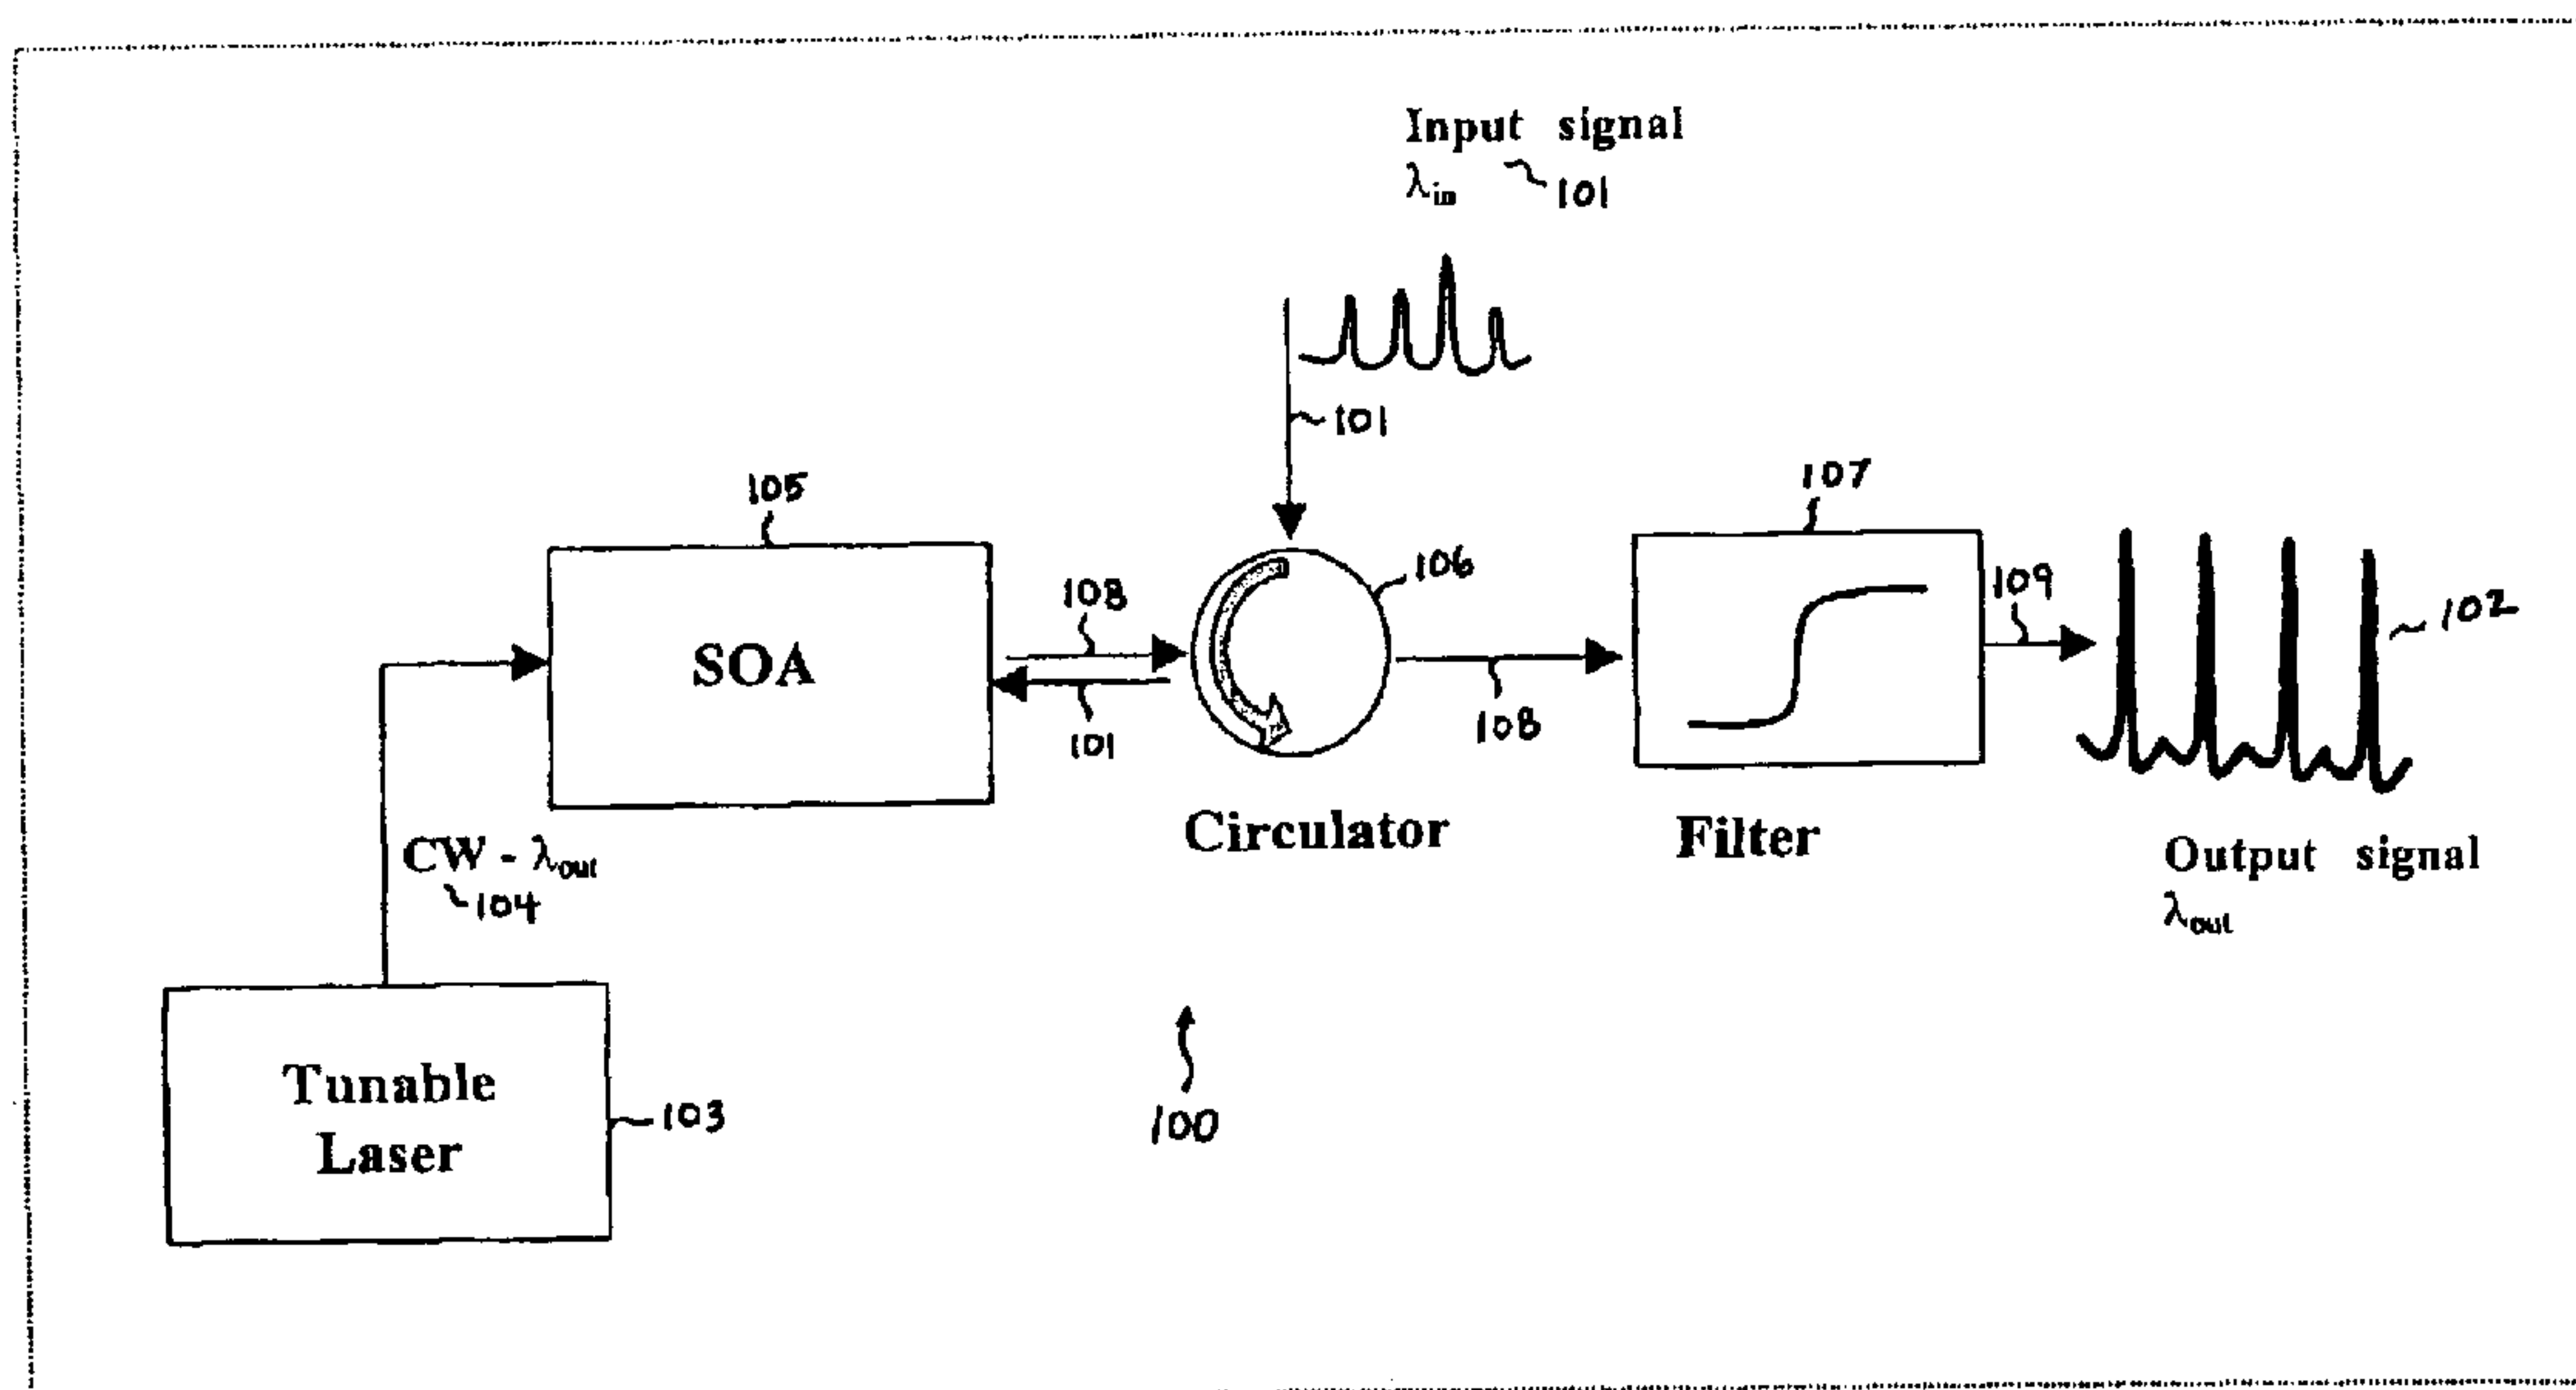 Input signal
λin 101
101
105
107
106
108
109
102
SOA
101
108
Circulator
Filter
Output signal
λout
CW - λout
104
100
Tunable
Laser
103